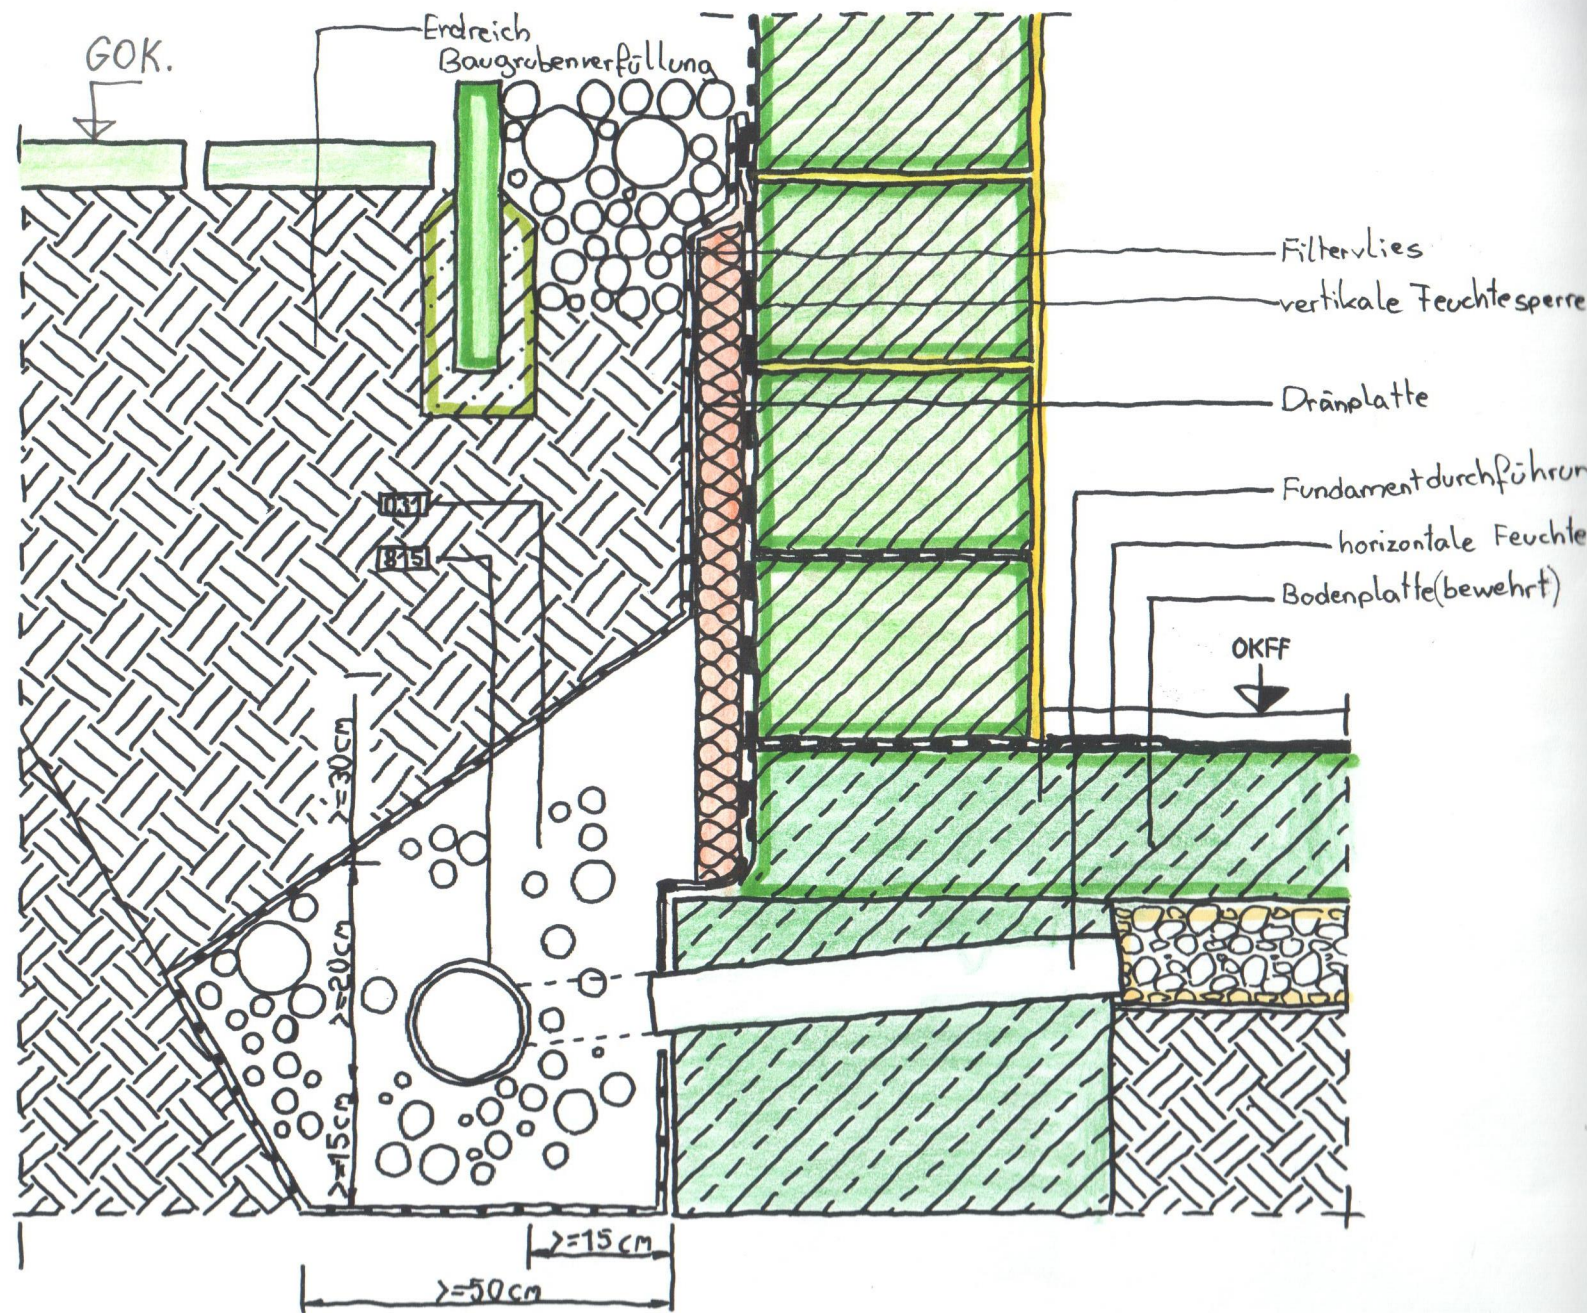 GOK.
Erdreich
Baugrubenverfüllung
Filtervlies
vertikale Feuchtesperre
Dränplatte
Fundamentdurchführun
horizontale Feuchte
Bodenplatte(bewehrt)
OKFF
031
815
>=30cm
>=20cm
>=15cm
>=15cm
>=50cm